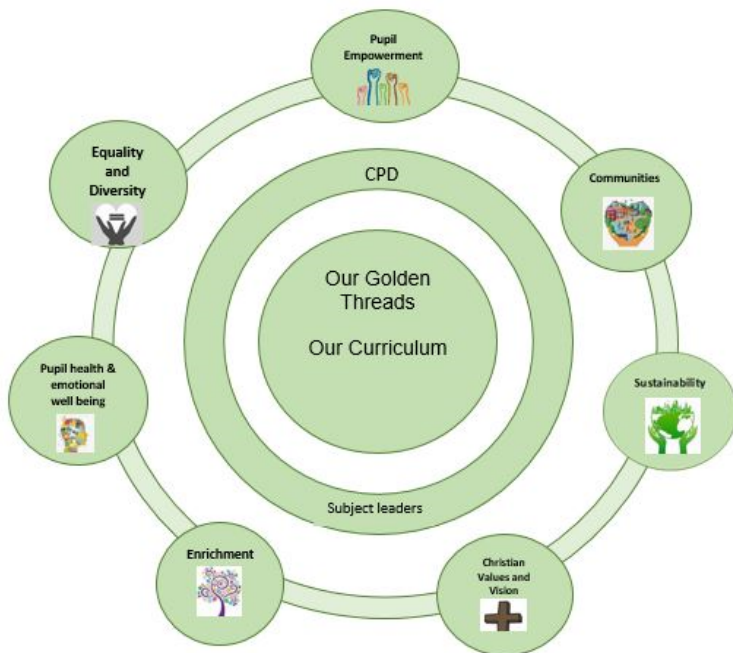 Pupil
Empowerment
Communities
Sustainability
Christian
Values and
Vision
Enrichment
Pupil health &
emotional
well being
Equality
and
Diversity
CPD
Our Golden
Threads
Our Curriculum
Subject leaders